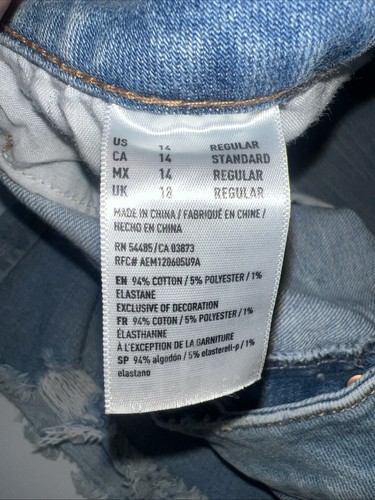 US 14 REGULAR
CA 14 STANDARD
MX 14 REGULAR
UK 18 REGULAR
MADE IN CHINA / FABRIQUÉ EN CHINE /
HECHO EN CHINA
RN 54485/CA 03873
RFC# AEM120605U9A
EN 94% COTTON / 5% POLYESTER / 1%
ELASTANE
EXCLUSIVE OF DECORATION
FR 94% COTON / 5% POLYESTER / 1%
ÉLASTHANNE
À L'EXCEPTION DE LA GARNITURE
SP 94% algodón / 5% elasterell-p / 1%
elastano